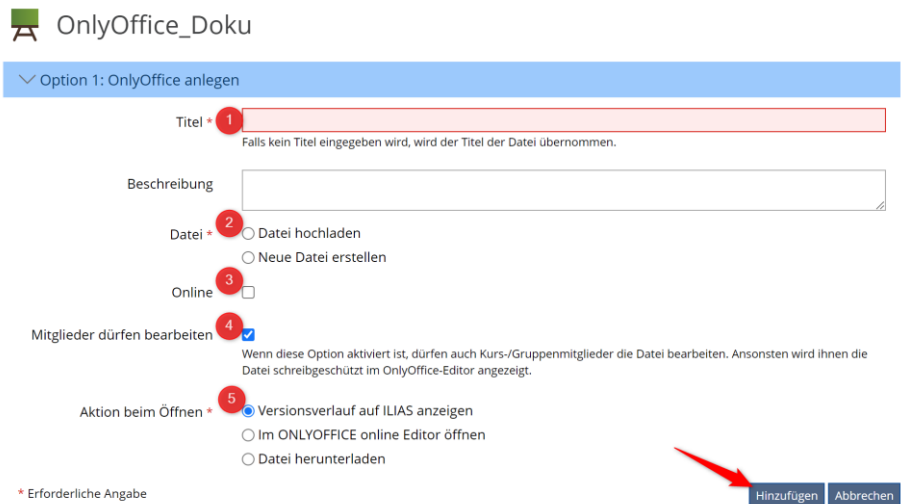 OnlyOffice_Doku
Option 1: OnlyOffice anlegen
Titel * 1
Falls kein Titel eingegeben wird, wird der Titel der Datei übernommen.
Beschreibung
Datei * 2 Datei hochladen
Neue Datei erstellen
Online 3
Mitglieder dürfen bearbeiten 4
Wenn diese Option aktiviert ist, dürfen auch Kurs-/Gruppenmitglieder die Datei bearbeiten. Ansonsten wird ihnen die
Datei schreibgeschützt im OnlyOffice-Editor angezeigt.
Aktion beim Öffnen * 5 Versionsverlauf auf ILIAS anzeigen
Im ONLYOFFICE online Editor öffnen
Datei herunterladen
* Erforderliche Angabe Hinzufügen Abbrechen